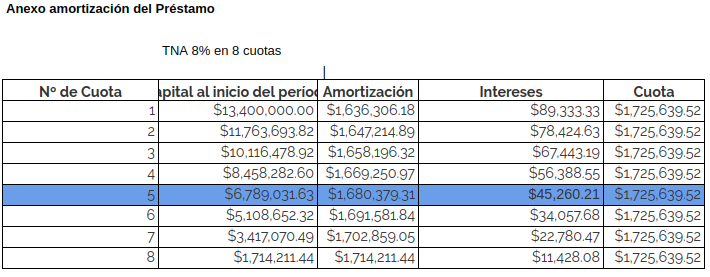 Anexo amortización del Préstamo
TNA 8% en 8 cuotas
Nº de Cuota apital al inicio del períod Amortización Intereses Cuota
1 $13,400,000.00 $1,636,306.18 $89,333.33 $1,725,639.52
2 $11,763,693.82 $1,647,214.89 $78,424.63 $1,725,639.52
3 $10,116,478.92 $1,658,196.32 $67,443.19 $1,725,639.52
4 $8,458,282.60 $1,669,250.97 $56,388.55 $1,725,639.52
5 $6,789,031.63 $1,680,379.31 $45,260.21 $1,725,639.52
6 $5,108,652.32 $1,691,581.84 $34,057.68 $1,725,639.52
7 $3,417,070.49 $1,702,859.05 $22,780.47 $1,725,639.52
8 $1,714,211.44 $1,714,211.44 $11,428.08 $1,725,639.52